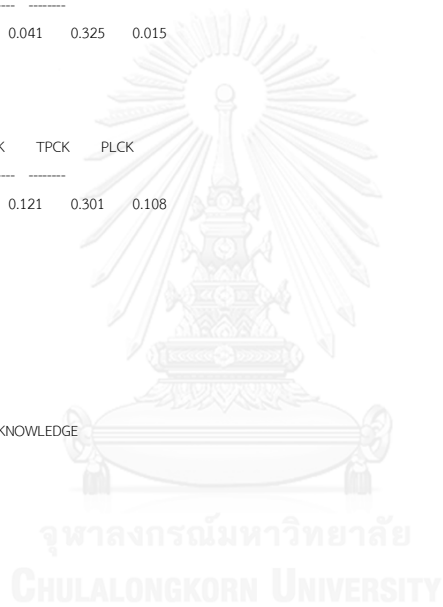 ---- --------
0.041 0.325 0.015
K TPCK PLCK
---- --------
0.121 0.301 0.108
KNOWLEDGE
จุฬาลงกรณ์มหาวิทยาลัย
CHULALONGKORN UNIVERSITY